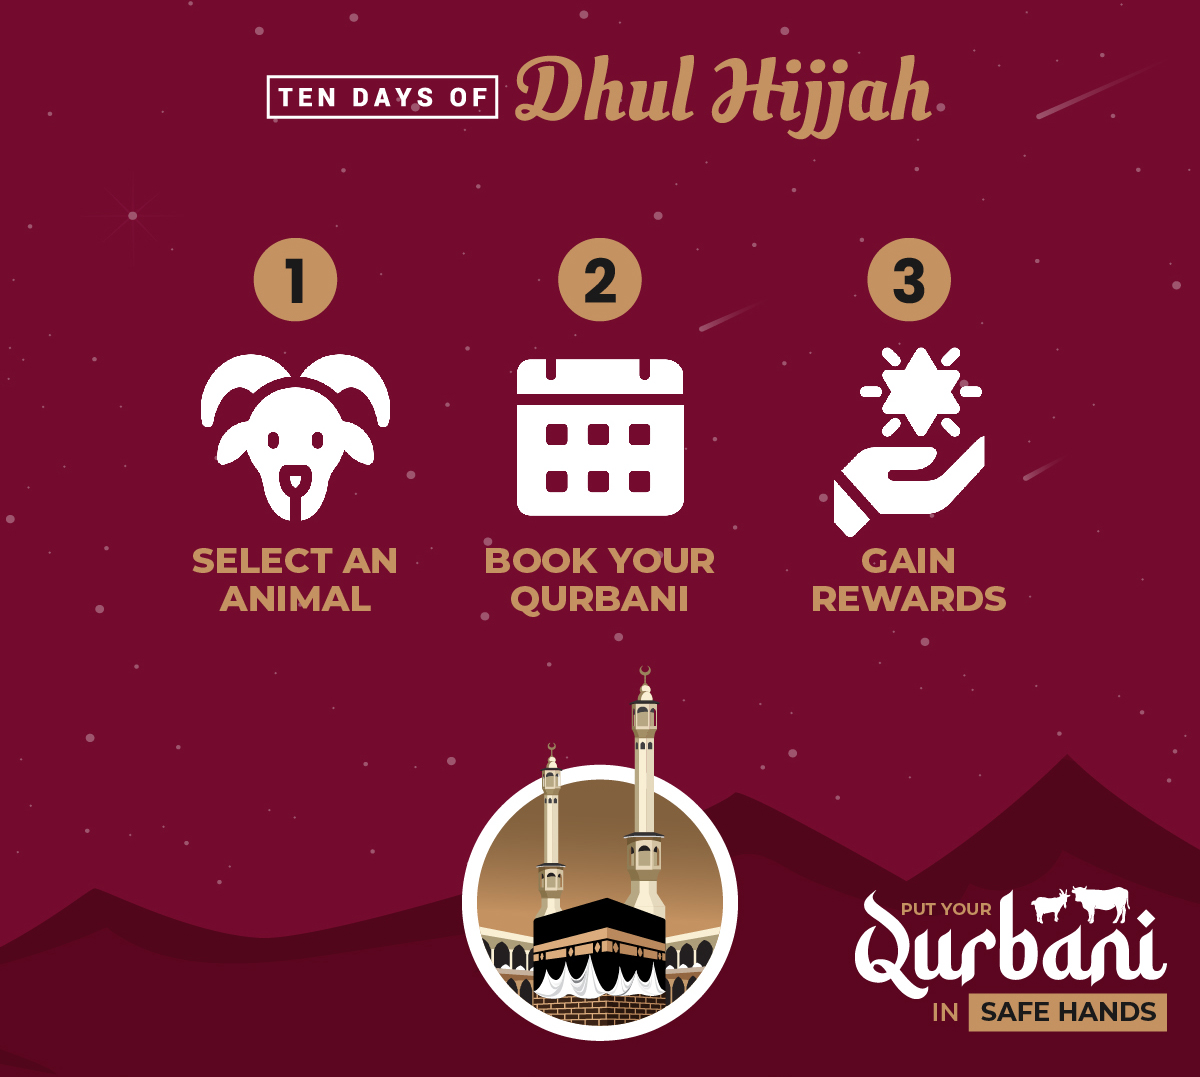 TEN DAYS OF Dhul Hijjah
1
2
3
SELECT AN
ANIMAL
BOOK YOUR
QURBANI
GAIN
REWARDS
PUT YOUR
Qurbani
IN SAFE HANDS